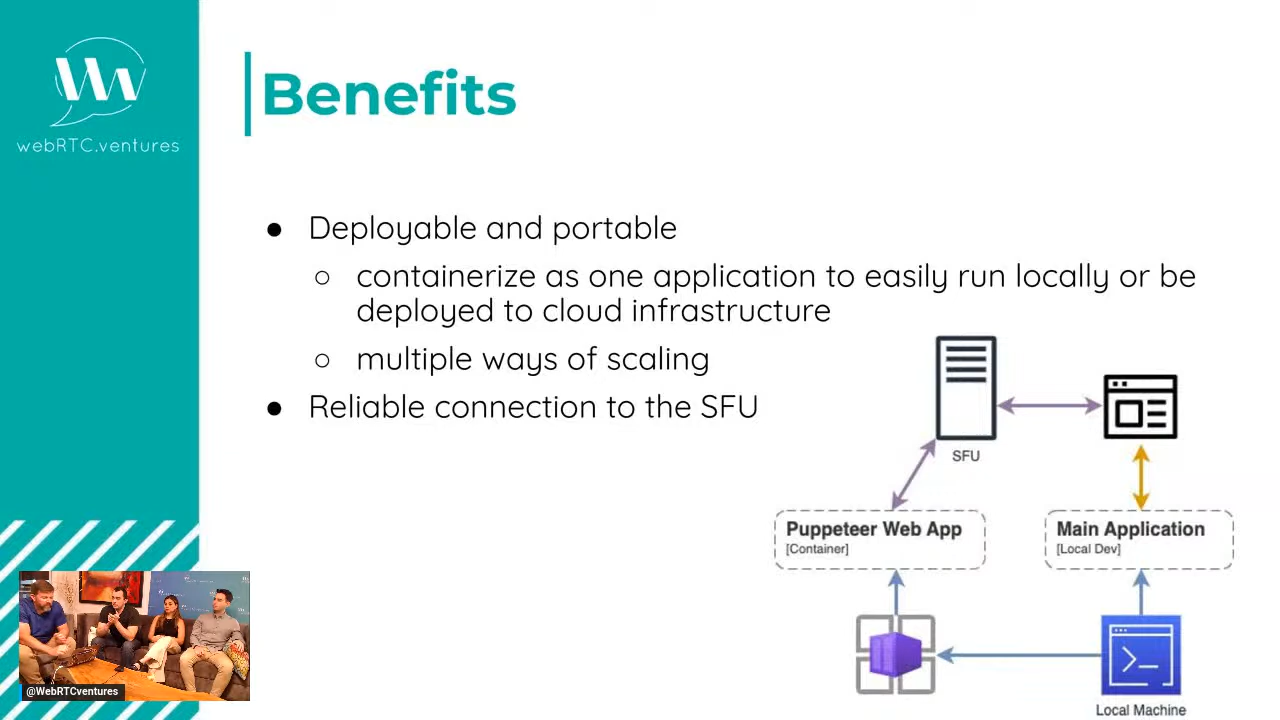 webRTC.ventures
Benefits
● Deployable and portable
○ containerize as one application to easily run locally or be
deployed to cloud infrastructure
○ multiple ways of scaling
● Reliable connection to the SFU
SFU
Puppeteer Web App
[Container]
Main Application
[Local Dev]
Local Machine
@WebRTCventures